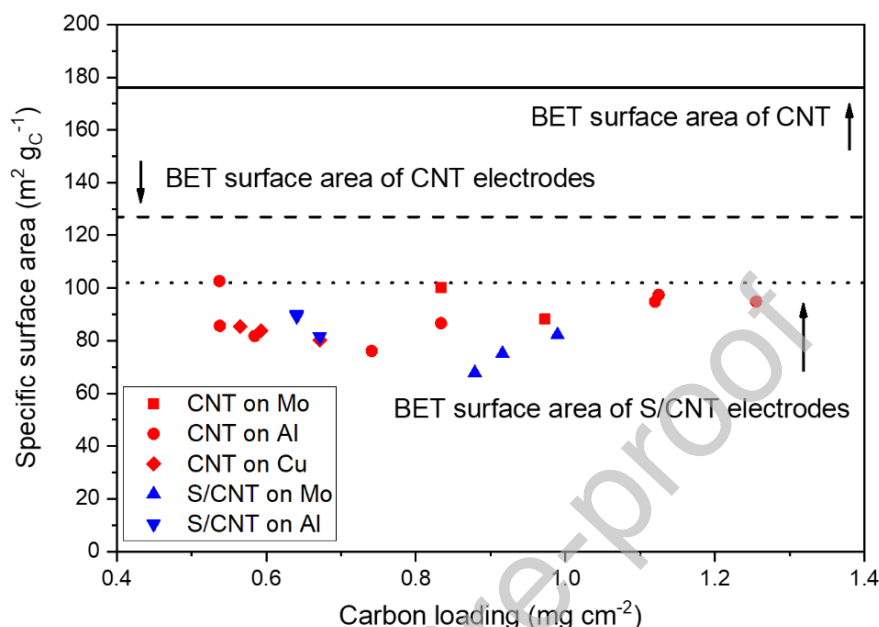 200
180
160
140
120
100
80
60
40
20
0
Specific surface area (m² g_C⁻¹)
BET surface area of CNT
BET surface area of CNT electrodes
BET surface area of S/CNT electrodes
CNT on Mo
CNT on Al
CNT on Cu
S/CNT on Mo
S/CNT on Al
0.4 0.6 0.8 1.0 1.2 1.4
Carbon loading (mg cm⁻²)
re-proof